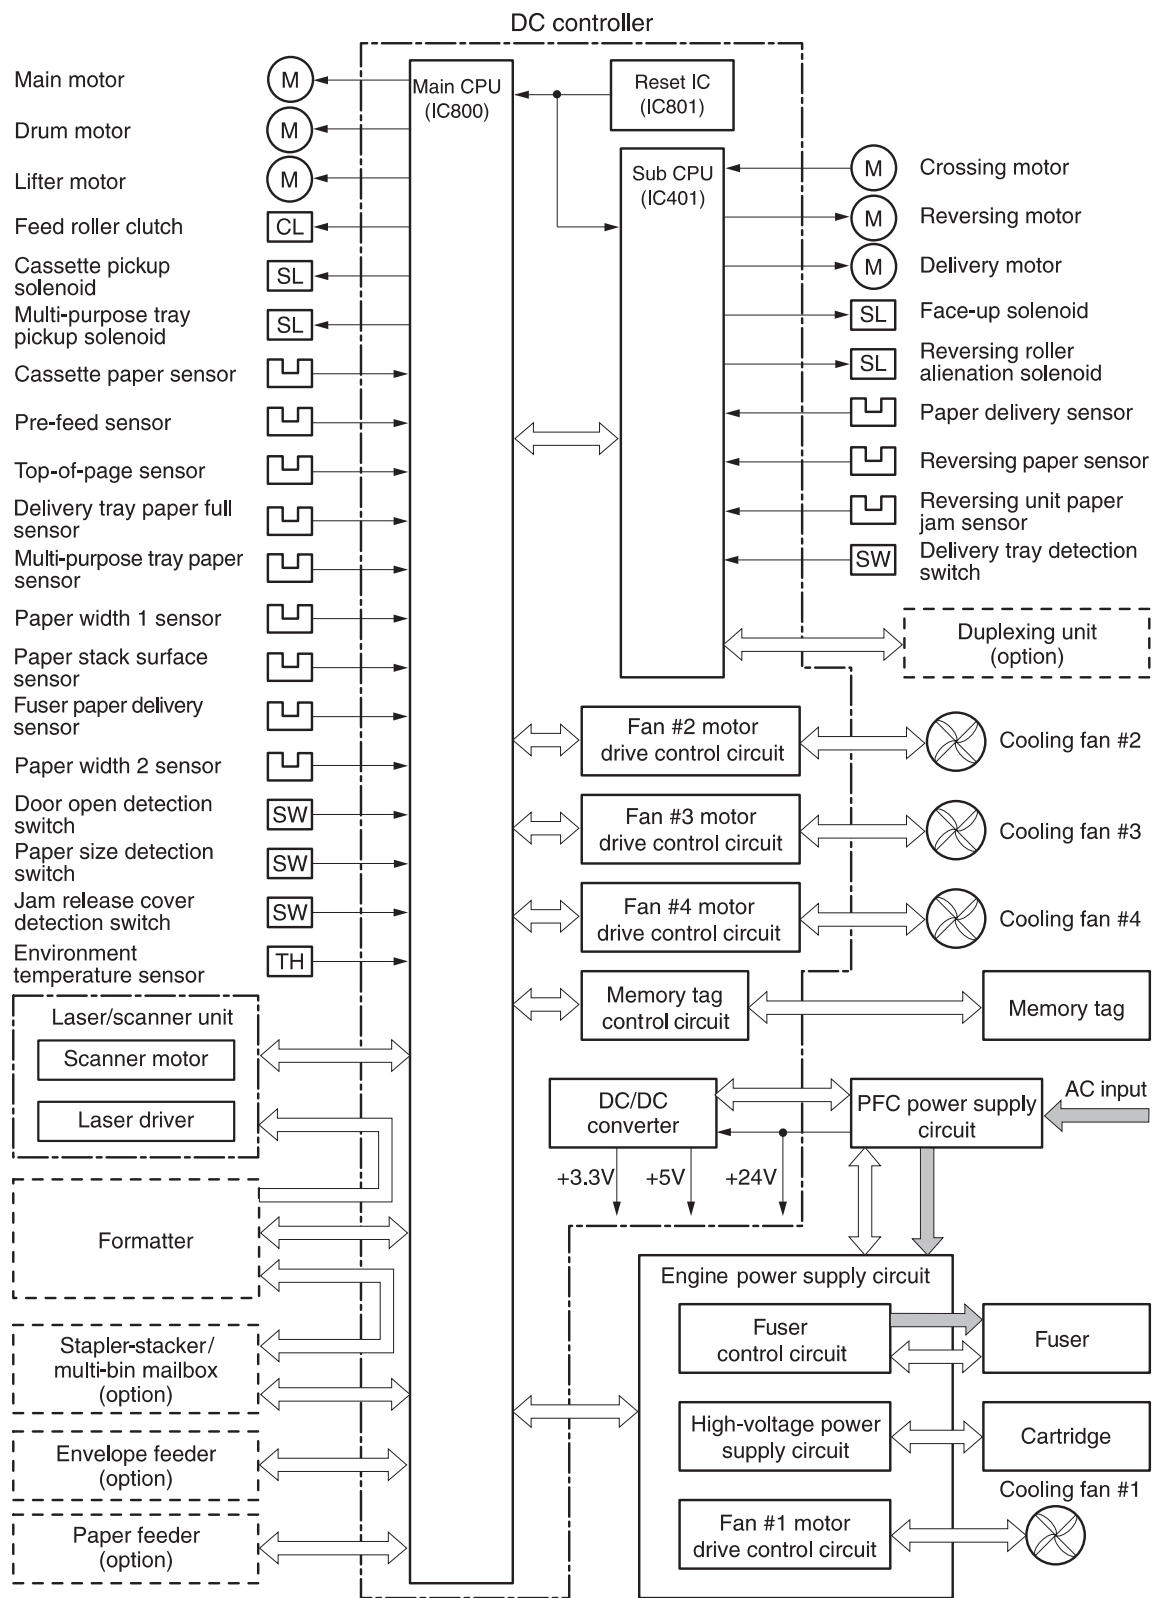 DC controller
Main motor
M
Drum motor
M
Lifter motor
M
Feed roller clutch
CL
Cassette pickup
solenoid
SL
Multi-purpose tray
pickup solenoid
SL
Cassette paper sensor
Pre-feed sensor
Top-of-page sensor
Delivery tray paper full
sensor
Multi-purpose tray paper
sensor
Paper width 1 sensor
Paper stack surface
sensor
Fuser paper delivery
sensor
Paper width 2 sensor
Door open detection
switch
SW
Paper size detection
switch
SW
Jam release cover
detection switch
SW
Environment
temperature sensor
TH
Laser/scanner unit
Scanner motor
Laser driver
Formatter
Stapler-stacker/
multi-bin mailbox
(option)
Envelope feeder
(option)
Paper feeder
(option)
Main CPU
(IC800)
Reset IC
(IC801)
Sub CPU
(IC401)
M
Crossing motor
M
Reversing motor
M
Delivery motor
SL
Face-up solenoid
SL
Reversing roller
alienation solenoid
Paper delivery sensor
Reversing paper sensor
Reversing unit paper
jam sensor
SW
Delivery tray detection
switch
Duplexing unit
(option)
Fan #2 motor
drive control circuit
Cooling fan #2
Fan #3 motor
drive control circuit
Cooling fan #3
Fan #4 motor
drive control circuit
Cooling fan #4
Memory tag
control circuit
Memory tag
DC/DC
converter
PFC power supply
circuit
AC input
+3.3V
+5V
+24V
Engine power supply circuit
Fuser
control circuit
Fuser
High-voltage power
supply circuit
Cartridge
Cooling fan #1
Fan #1 motor
drive control circuit